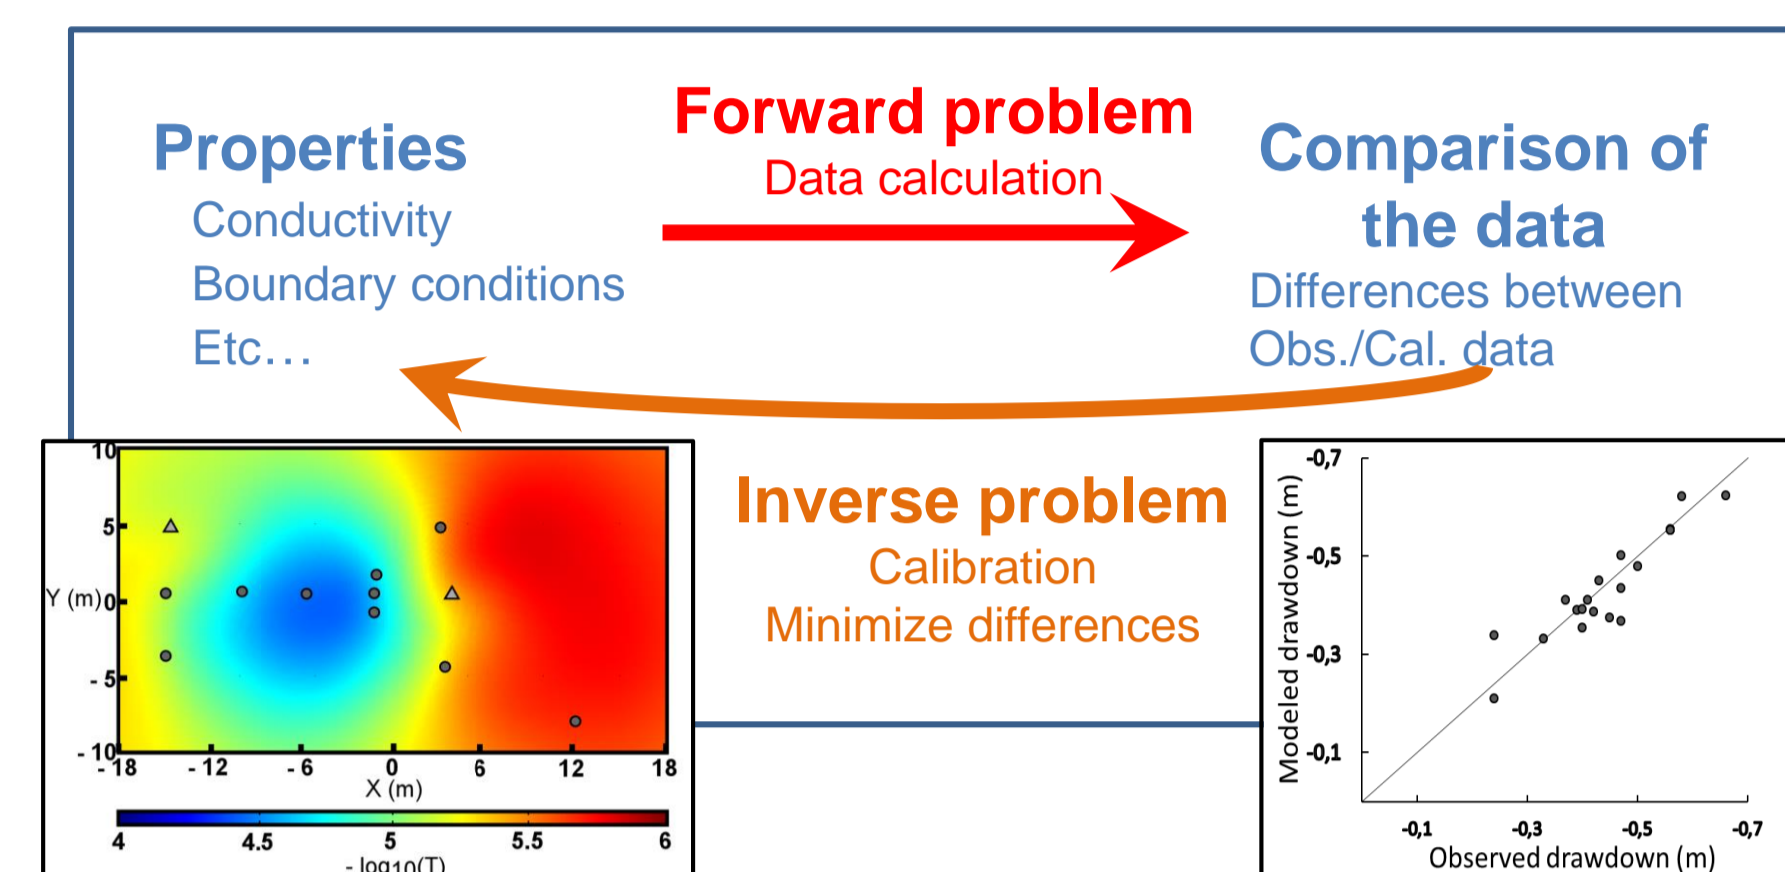 Properties
Conductivity
Boundary conditions
Etc…
Forward problem
Data calculation
Comparison of
the data
Differences between
Obs./Cal. data
Inverse problem
Calibration
Minimize differences
10
5
Y (m) 0
- 5
- 10
- 18 - 12 - 6 0 6 12 18
X (m)
4 4.5 5 5.5 6
- log10(T)
Modeled drawdown (m)
-0,7
-0,5
-0,3
-0,1
-0,1 -0,3 -0,5 -0,7
Observed drawdown (m)